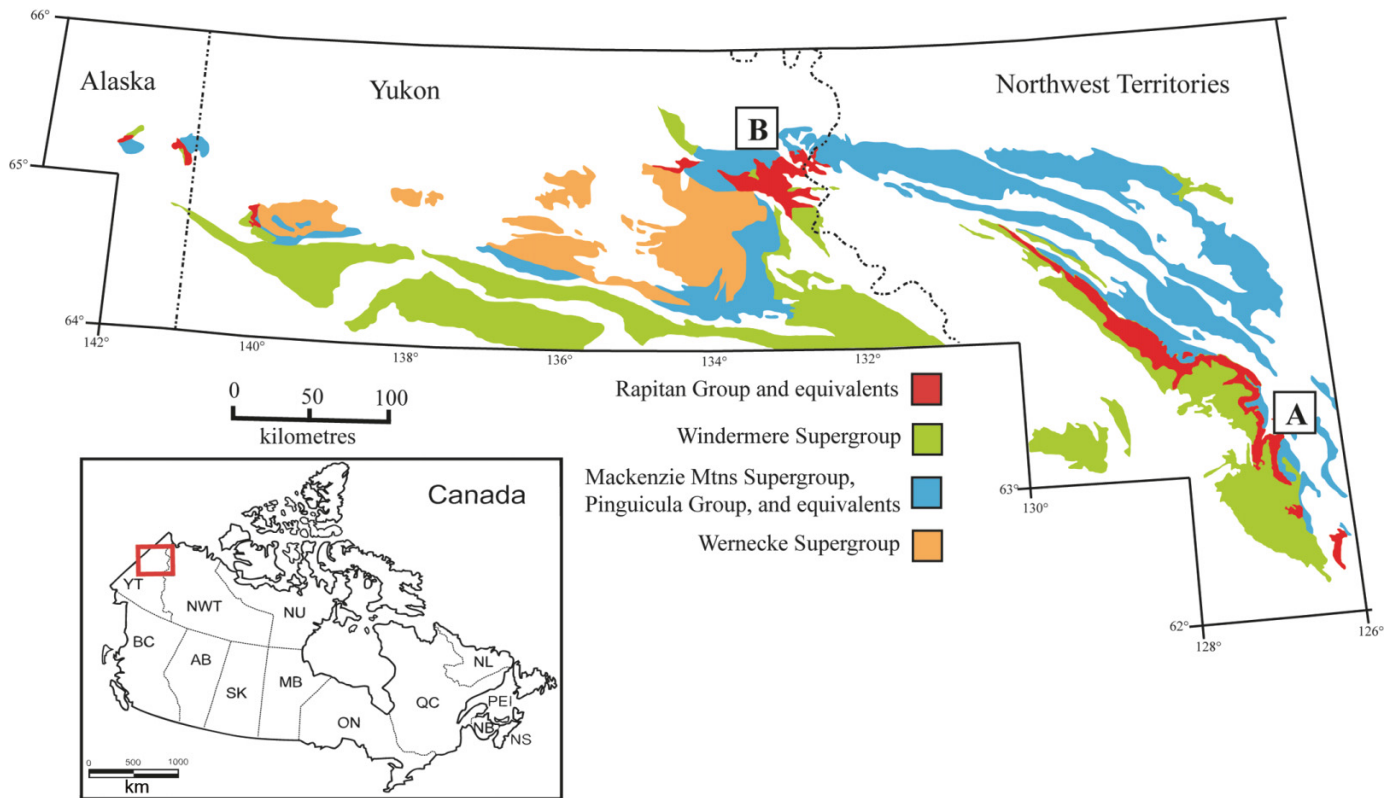 66°
Alaska
Yukon
Northwest Territories
B
65°
64°
142°
140°
138°
136°
134°
132°
A
63°
130°
62°
128°
126°
0 50 100
kilometres
Rapitan Group and equivalents
Windermere Supergroup
Mackenzie Mtns Supergroup,
Pinguicula Group, and equivalents
Wernecke Supergroup
Canada
YT
NWT
NU
BC
AB
SK
MB
ON
QC
NL
PEI
NB
NS
0 500 1000
km